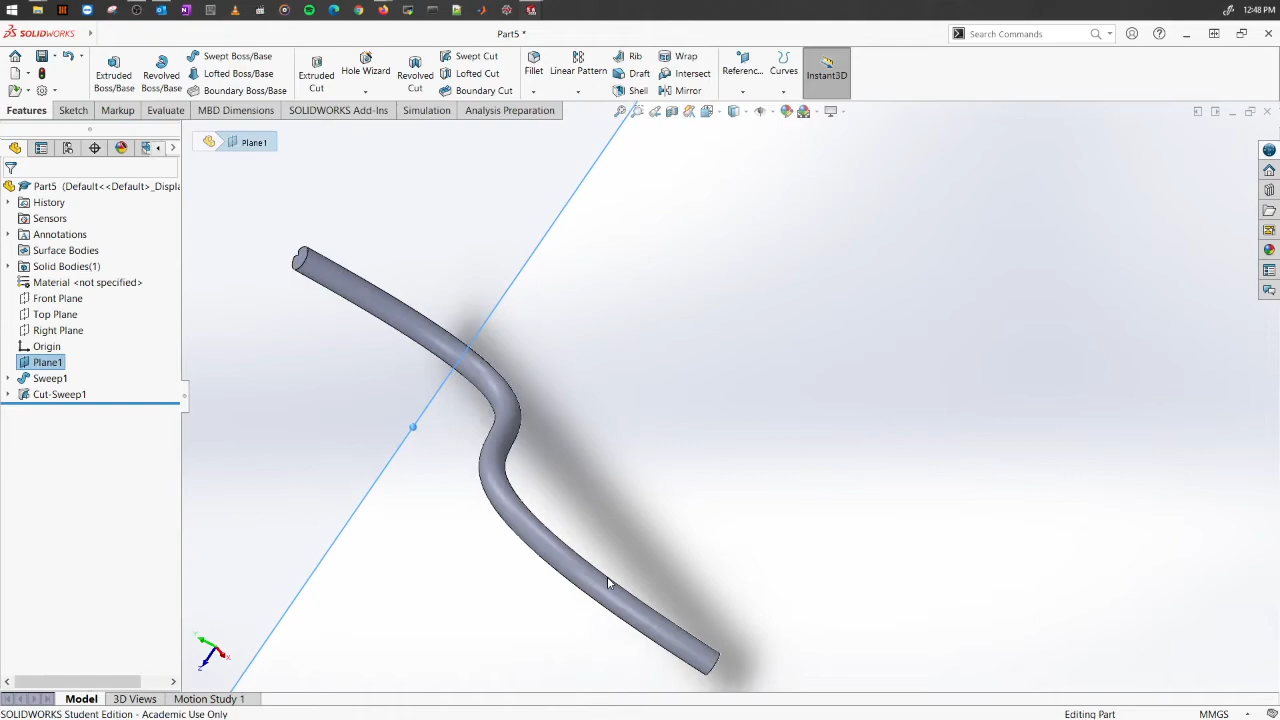 12:48 PM
SOLIDWORKS
Part5 *
Search Commands
Extruded Boss/Base
Revolved Boss/Base
Swept Boss/Base
Lofted Boss/Base
Boundary Boss/Base
Extruded Cut
Hole Wizard
Revolved Cut
Swept Cut
Lofted Cut
Boundary Cut
Fillet
Linear Pattern
Rib
Draft
Shell
Wrap
Intersect
Mirror
Referenc...
Curves
Instant3D
Features
Sketch
Markup
Evaluate
MBD Dimensions
SOLIDWORKS Add-Ins
Simulation
Analysis Preparation
Plane1
Part5 (Default<<Default>_Displa
History
Sensors
Annotations
Surface Bodies
Solid Bodies(1)
Material <not specified>
Front Plane
Top Plane
Right Plane
Origin
Plane1
Sweep1
Cut-Sweep1
Model
3D Views
Motion Study 1
SOLIDWORKS Student Edition - Academic Use Only
Editing Part
MMGS